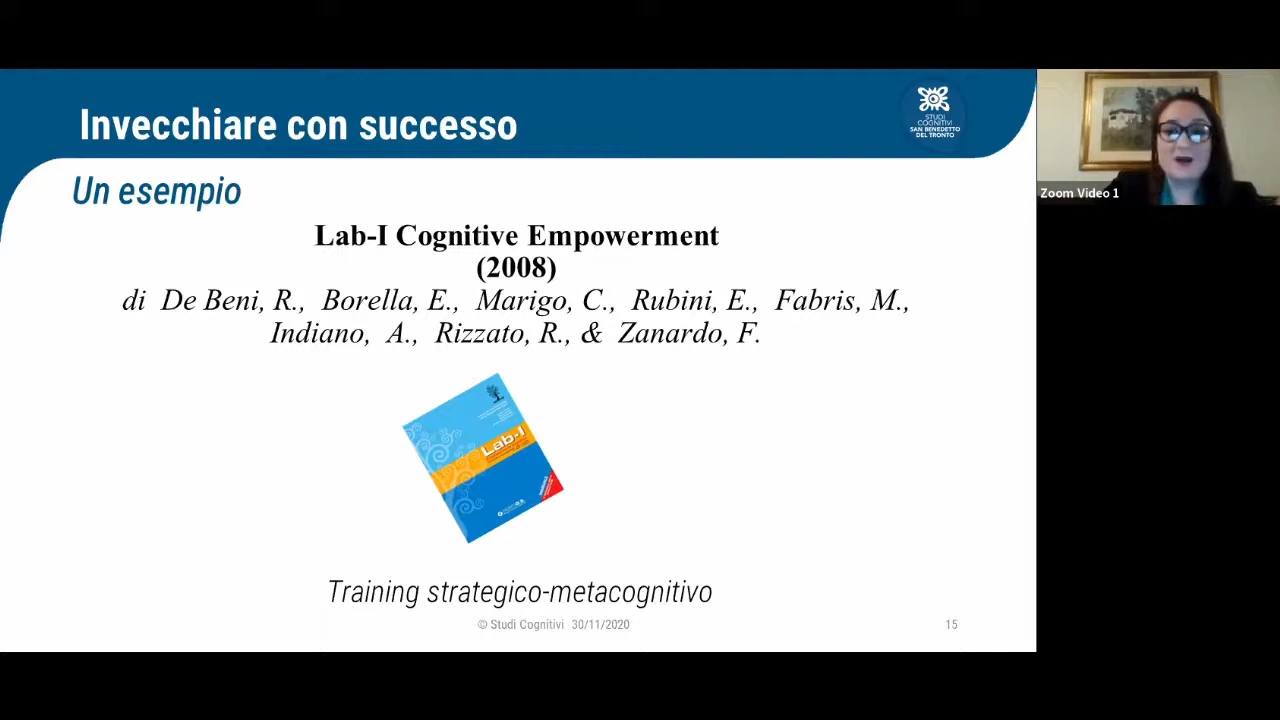 Invecchiare con successo
STUDI
COGNITIVI
SAN BENEDETTO
DEL TRONTO
Zoom Video 1
Un esempio
Lab-I Cognitive Empowerment
(2008)
di De Beni, R., Borella, E., Marigo, C., Rubini, E., Fabris, M.,
Indiano, A., Rizzato, R., & Zanardo, F.
Lab-I
Training strategico-metacognitivo
© Studi Cognitivi 30/11/2020
15